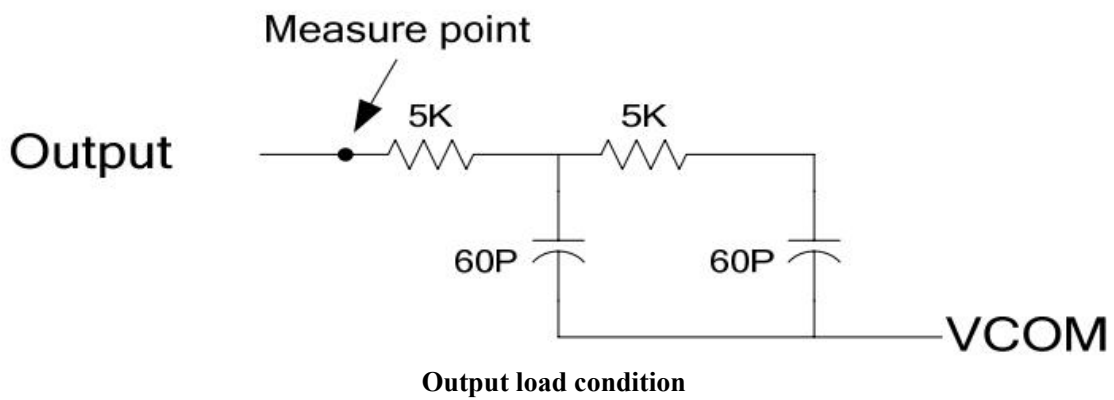 Measure point
Output
5K
5K
60P
60P
VCOM
Output load condition